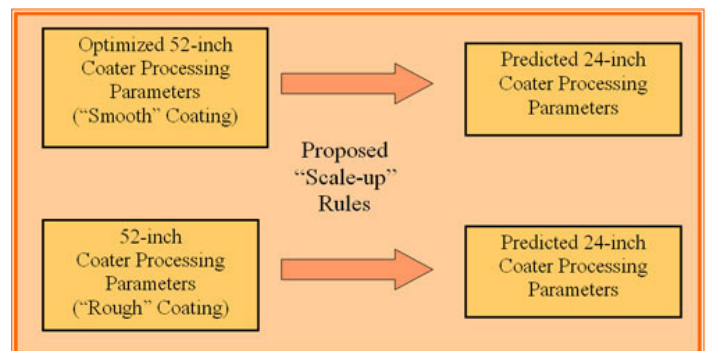 Optimized 52-inch
Coater Processing
Parameters
(“Smooth” Coating)
Predicted 24-inch
Coater Processing
Parameters
Proposed
“Scale-up”
Rules
52-inch
Coater Processing
Parameters
(“Rough” Coating)
Predicted 24-inch
Coater Processing
Parameters